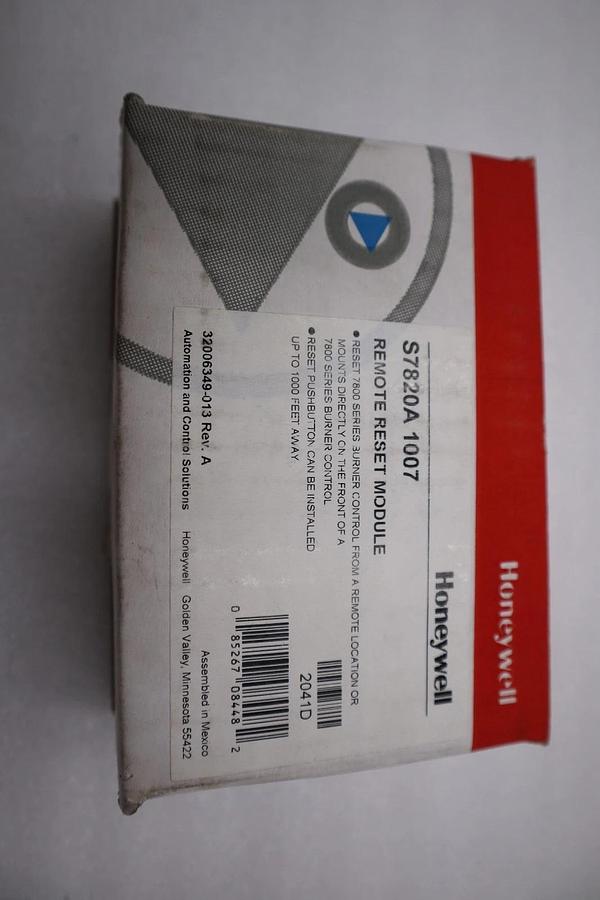 Honeywell
Honeywell
S7820A 1007
REMOTE RESET MODULE
● RESET 7800 SERIES BURNER CONTROL FROM A REMOTE LOCATION OR
MOUNTS DIRECTLY ON THE FRONT OF A
7800 SERIES BURNER CONTROL
● RESET PUSHBUTTON CAN BE INSTALLED
UP TO 1000 FEET AWAY.
2041D
0 85267 08448 2
32006349-013 Rev. A
Assembled in Mexico
Automation and Control Solutions Honeywell Golden Valley, Minnesota 55422